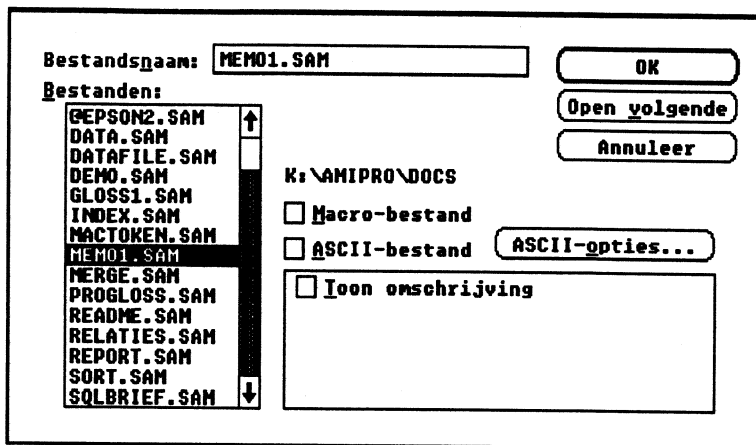 Bestandsnaam: MEMO1.SAM
OK
Bestanden:
@EPSON2.SAM
DATA.SAM
DATAFILE.SAM
DEMO.SAM
GLOSS1.SAM
INDEX.SAM
MACTOKEN.SAM
MEMO1.SAM
MERGE.SAM
PROGLOSS.SAM
README.SAM
RELATIES.SAM
REPORT.SAM
SORT.SAM
SQLBRIEF.SAM
Open volgende
Annuleer
K:\AMIPRO\DOCS
Macro-bestand
ASCII-bestand
ASCII-opties...
Toon omschrijving